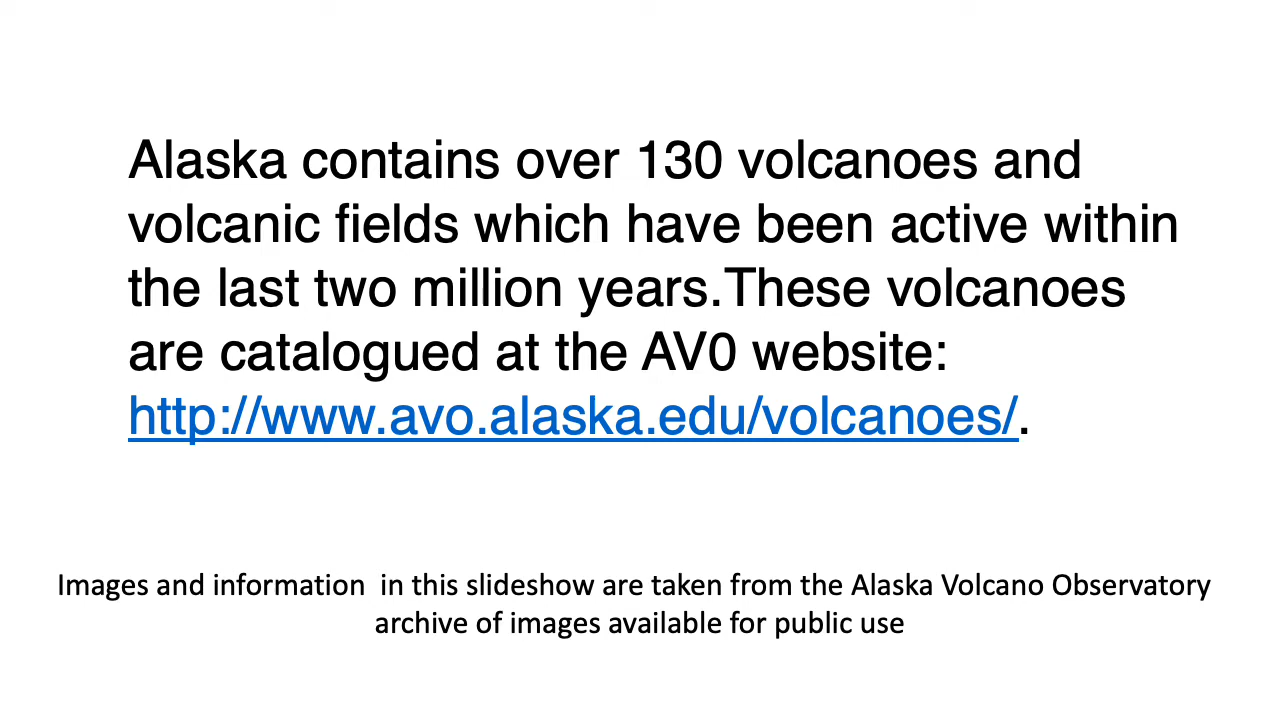 Alaska contains over 130 volcanoes and
volcanic fields which have been active within
the last two million years.These volcanoes
are catalogued at the AV0 website:
http://www.avo.alaska.edu/volcanoes/.
Images and information  in this slideshow are taken from the Alaska Volcano Observatory
archive of images available for public use